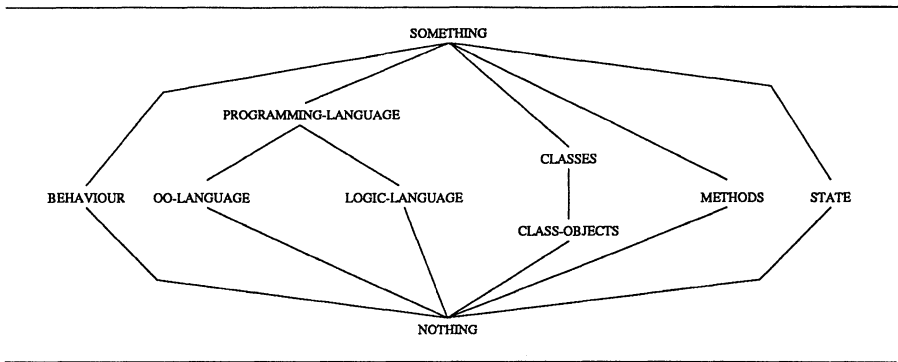 SOMETHING
PROGRAMMING-LANGUAGE
CLASSES
BEHAVIOUR
OO-LANGUAGE
LOGIC-LANGUAGE
METHODS
STATE
CLASS-OBJECTS
NOTHING